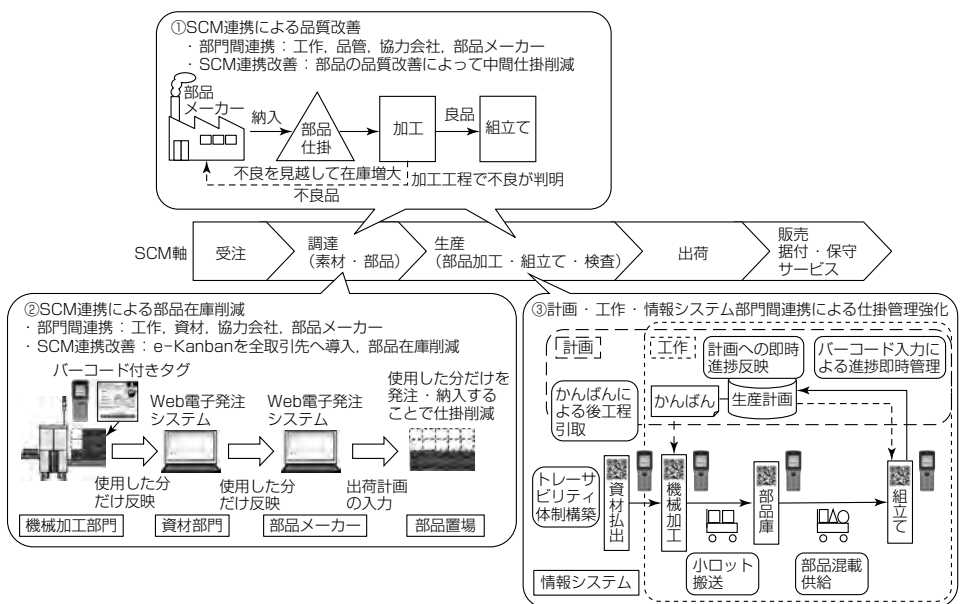 ①SCM連携による品質改善
・部門間連携：工作，品管，協力会社，部品メーカー
・SCM連携改善：部品の品質改善によって中間仕掛削減
部品
メーカー
納入
部品
仕掛
加工
良品
組立て
不良を見越して在庫増大
加工工程で不良が判明
不良品
SCM軸
受注
調達
（素材・部品）
生産
（部品加工・組立て・検査）
出荷
販売
据付・保守
サービス
②SCM連携による部品在庫削減
・部門間連携：工作，資材，協力会社，部品メーカー
・SCM連携改善：e-Kanbanを全取引先へ導入，部品在庫削減
バーコード付きタグ
Web電子発注
システム
Web電子発注
システム
使用した分だけを
発注・納入する
ことで仕掛削減
使用した分
だけ反映
使用した分
だけ反映
出荷計画
の入力
機械加工部門
資材部門
部品メーカー
部品置場
③計画・工作・情報システム部門間連携による仕掛管理強化
計画
工作
計画への即時
進捗反映
バーコード入力に
よる進捗即時管理
かんばんに
よる後工程
引取
かんばん
生産計画
トレーサ
ビリティ
体制構築
資材払出
機械加工
部品庫
組立て
小ロット
搬送
部品混載
供給
情報システム